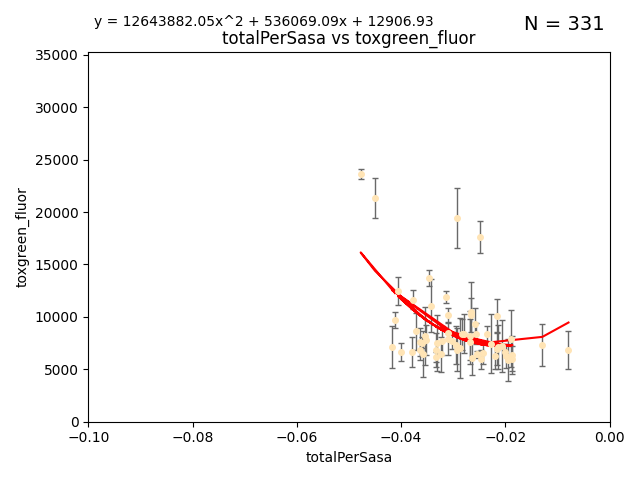 y = 12643882.05x^2 + 536069.09x + 12906.93
N = 331
totalPerSasa vs toxgreen_fluor
35000
30000
25000
20000
15000
10000
5000
0
toxgreen_fluor
−0.10
−0.08
−0.06
−0.04
−0.02
0.00
totalPerSasa